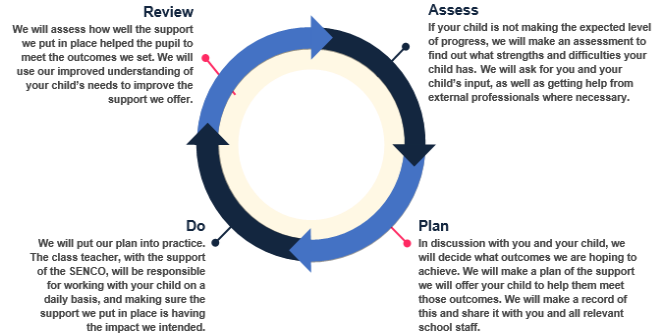 Review
We will assess how well the support
we put in place helped the pupil to
meet the outcomes we set. We will
use our improved understanding of
your child's needs to improve the
support we offer.
Assess
If your child is not making the expected level
of progress, we will make an assessment to
find out what strengths and difficulties your
child has. We will ask for you and your
child's input, as well as getting help from
external professionals where necessary.
Do
We will put our plan into practice.
The class teacher, with the support
of the SENCO, will be responsible
for working with your child on a
daily basis, and making sure the
support we put in place is having
the impact we intended.
Plan
In discussion with you and your child, we
will decide what outcomes we are hoping to
achieve. We will make a plan of the support
we will offer your child to help them meet
those outcomes. We will make a record of
this and share it with you and all relevant
school staff.